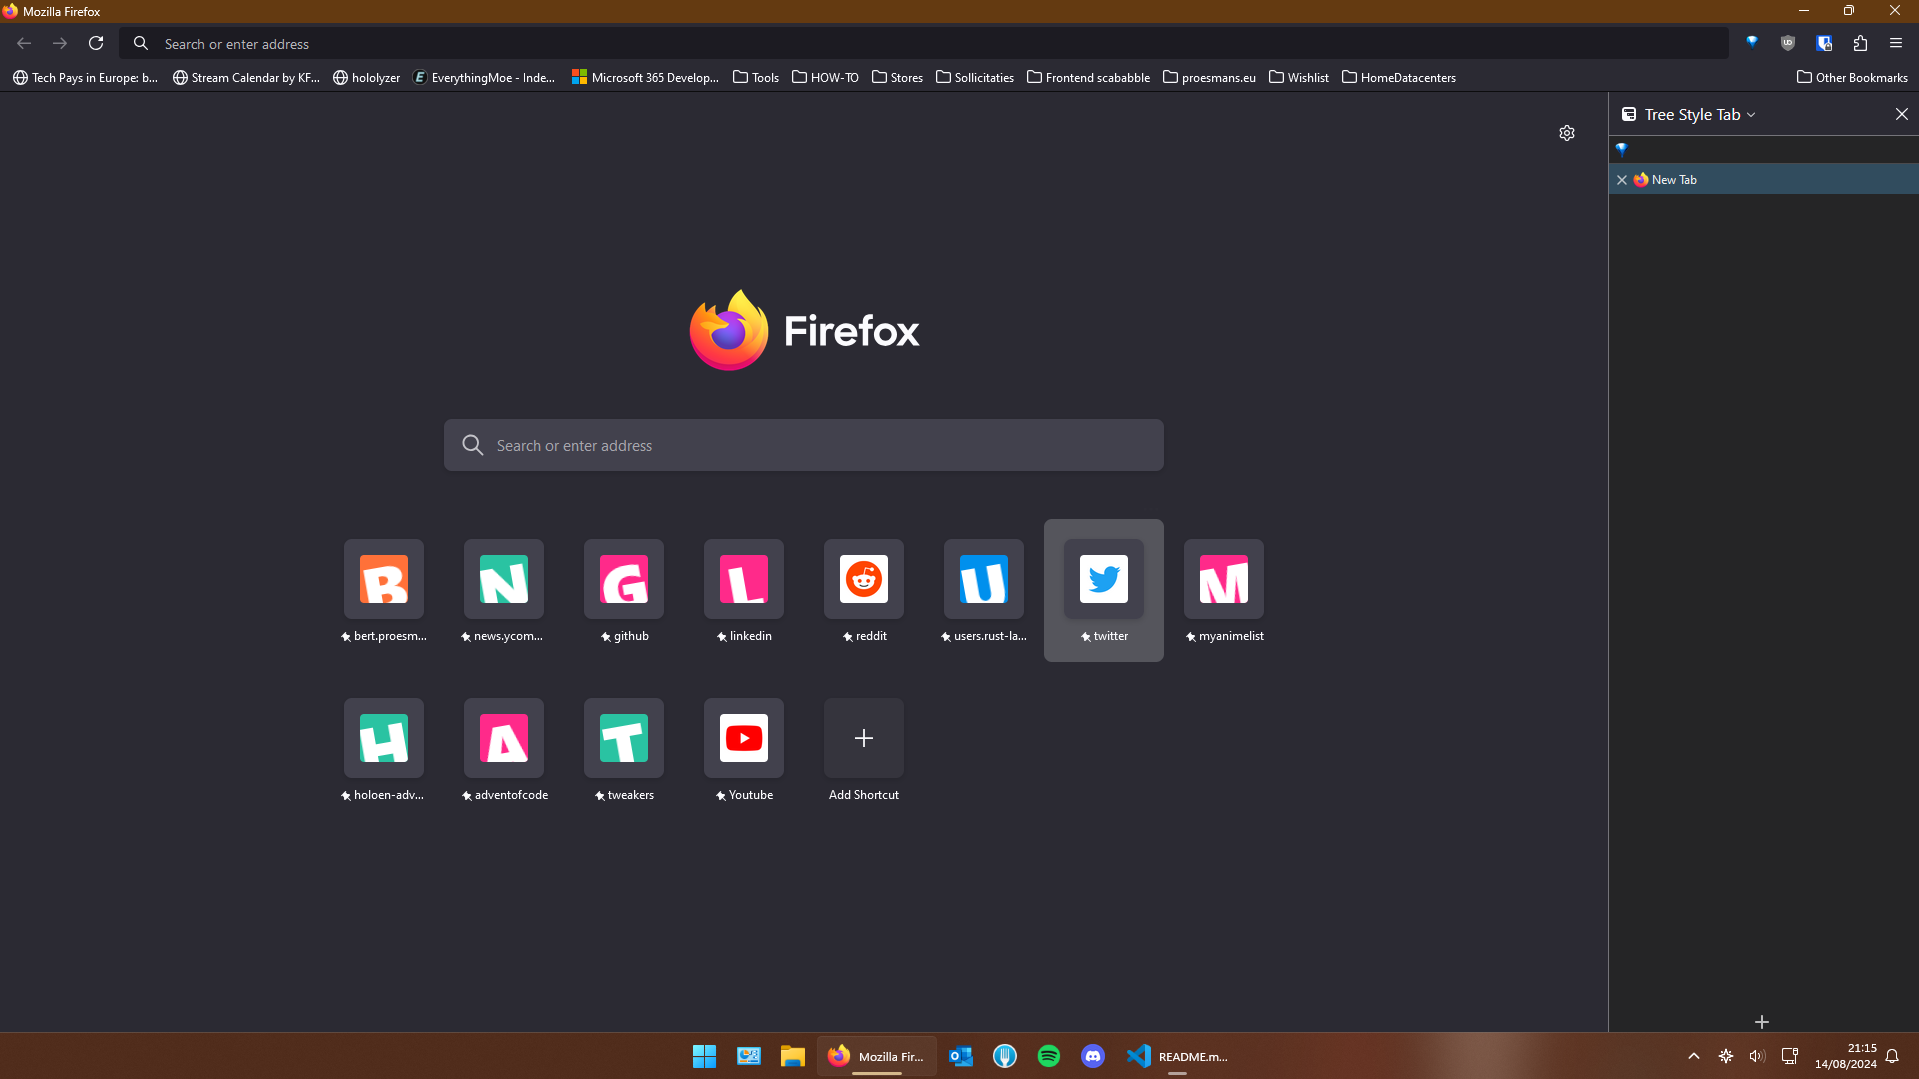 Mozilla Firefox
Search or enter address
Tech Pays in Europe: b...
Stream Calendar by KF...
hololyzer
EverythingMoe - Inde...
Microsoft 365 Develop...
Tools
HOW-TO
Stores
Sollicitaties
Frontend scababble
proesmans.eu
Wishlist
HomeDatacenters
Other Bookmarks
Tree Style Tab
New Tab
Firefox
Search or enter address
B
N
G
L
U
M
bert.proesm...
news.ycom...
github
linkedin
reddit
users.rust-la...
twitter
myanimelist
H
A
T
holoen-adv...
adventofcode
tweakers
Youtube
Add Shortcut
Mozilla Fir...
README.m...
21:15
14/08/2024